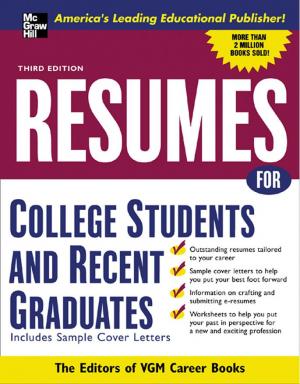 Mc
Graw
Hill
America's Leading Educational Publisher!
MORE THAN
2 MILLION
BOOKS SOLD!
THIRD EDITION
RESUMES
FOR
COLLEGE STUDENTS
AND RECENT
GRADUATES
Includes Sample Cover Letters
Outstanding resumes tailored
to your career
Sample cover letters to help
you put your best foot forward
Information on crafting and
submitting e-resumes
Worksheets to help you put
your past in perspective for
a new and exciting profession
The Editors of VGM Career Books